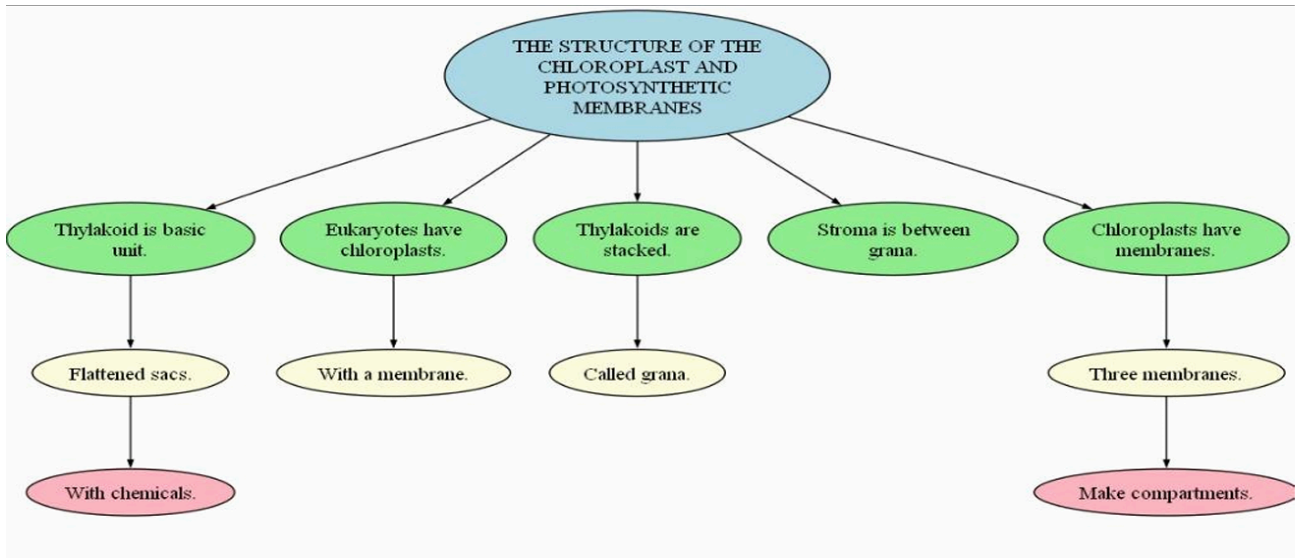 THE STRUCTURE OF THE
CHLOROPLAST AND
PHOTOSYNTHETIC
MEMBRANES
Thylakoid is basic
unit.
Eukaryotes have
chloroplasts.
Thylakoids are
stacked.
Stroma is between
grana.
Chloroplasts have
membranes.
Flattened sacs.
With a membrane.
Called grana.
Three membranes.
With chemicals.
Make compartments.